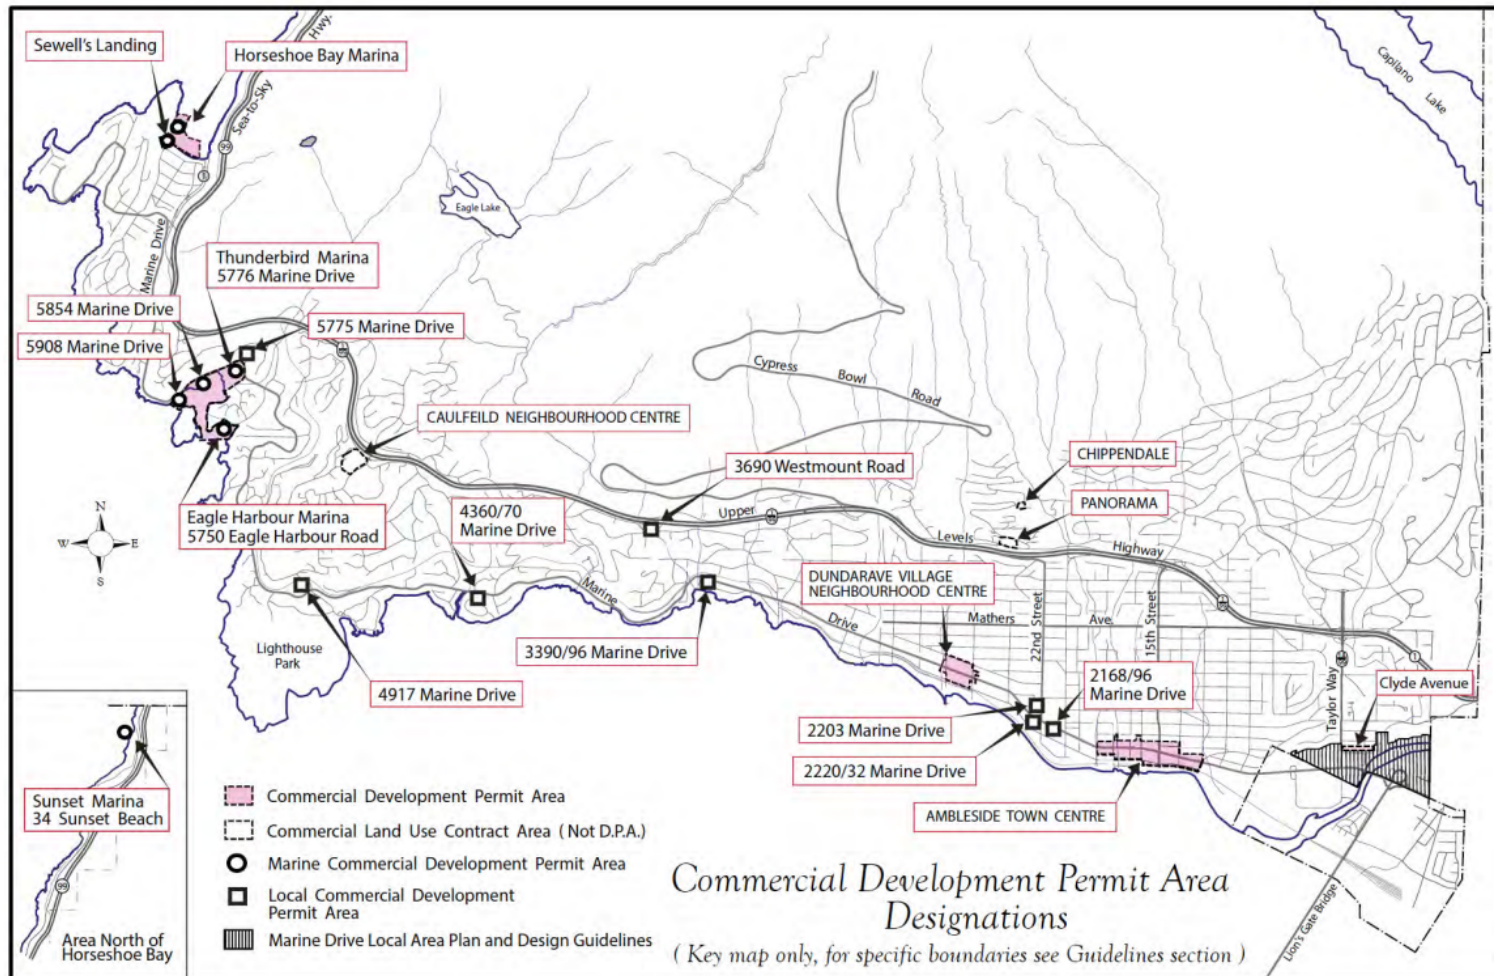 Sewell's Landing
Horseshoe Bay Marina
Sea-to-Sky
Hwy.
99
1
Capilano
Lake
Eagle Lake
Marine Drive
Thunderbird Marina
5776 Marine Drive
5854 Marine Drive
5775 Marine Drive
5908 Marine Drive
Cypress Bowl Road
CAULFEILD NEIGHBOURHOOD CENTRE
3690 Westmount Road
CHIPPENDALE
PANORAMA
Eagle Harbour Marina
5750 Eagle Harbour Road
4360/70
Marine Drive
Upper Levels Highway
N
W E
S
DUNDARAVE VILLAGE
NEIGHBOURHOOD CENTRE
Marine Drive
Mathers Ave.
22nd Street
15th Street
Lighthouse
Park
3390/96 Marine Drive
4917 Marine Drive
2168/96
Marine Drive
Taylor Way
1
Clyde Avenue
2203 Marine Drive
2220/32 Marine Drive
AMBLESIDE TOWN CENTRE
Lion's Gate Bridge
Sunset Marina
34 Sunset Beach
99
Area North of
Horseshoe Bay
Commercial Development Permit Area
Commercial Land Use Contract Area ( Not D.P.A.)
Marine Commercial Development Permit Area
Local Commercial Development
Permit Area
Marine Drive Local Area Plan and Design Guidelines
Commercial Development Permit Area
Designations
( Key map only, for specific boundaries see Guidelines section )